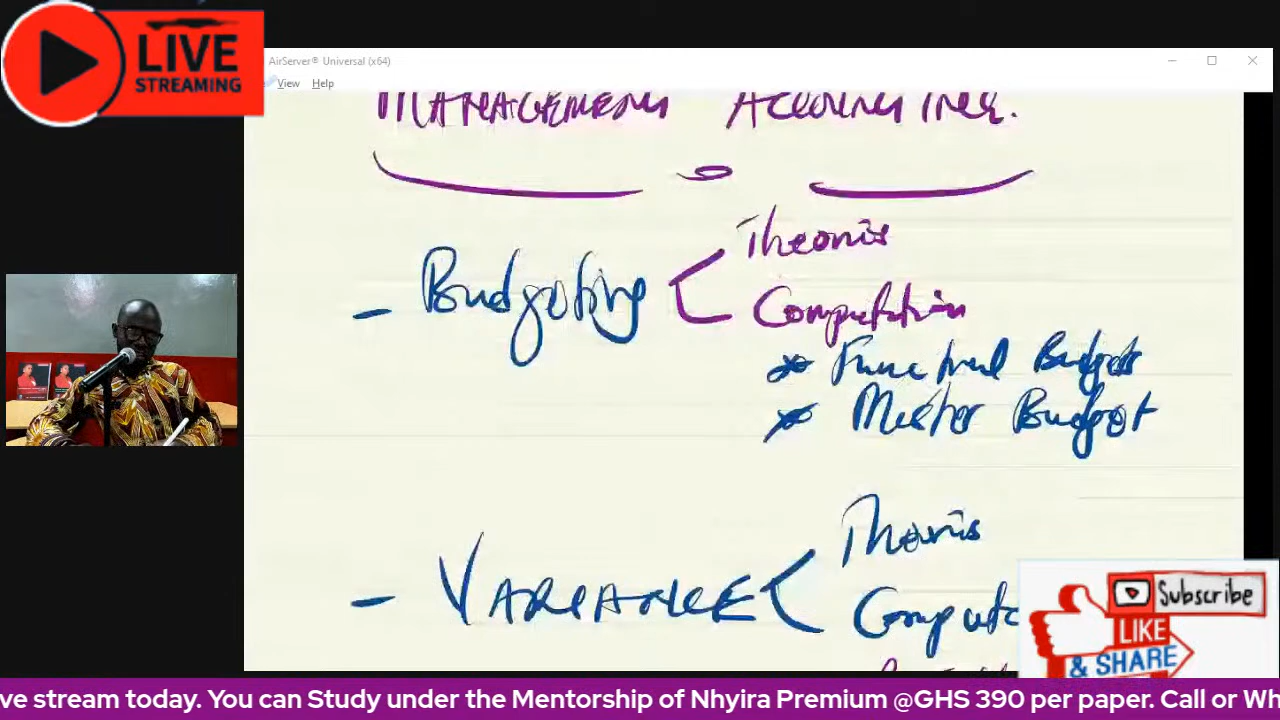 LIVE
STREAMING
AirServer® Universal (x64)
View Help
MANAGEMENT ACCOUNTING.
- Budgeting < Theories
Computation
* Functional Budgets
* Master Budget
- VARIANCE < Theories
Computa
Subscribe
LIKE
& SHARE
ve stream today. You can Study under the Mentorship of Nhyira Premium @GHS 390 per paper. Call or Wh